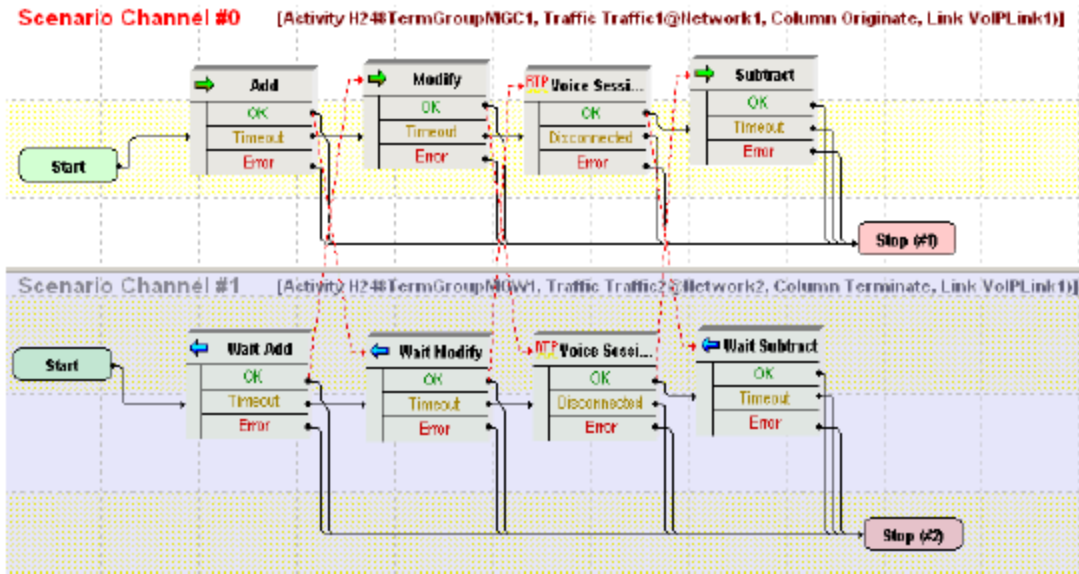 Scenario Channel #0 [Activity H248TermGroupMGC1, Traffic Traffic1@Network1, Column Originate, Link VoIPLink1)]
Add Modify RTP Voice Sessi... Subtract
OK OK OK OK
Timeout Timeout Disconnected Timeout
Error Error Error Error
Start
Stop (#1)
Scenario Channel #1 [Activity H248TermGroupMGW1, Traffic Traffic2@Network2, Column Terminate, Link VoIPLink1)]
Wait Add Wait Modify RTP Voice Sessi... Wait Subtract
Start
OK OK OK OK
Timeout Timeout Disconnected Timeout
Error Error Error Error
Stop (#2)